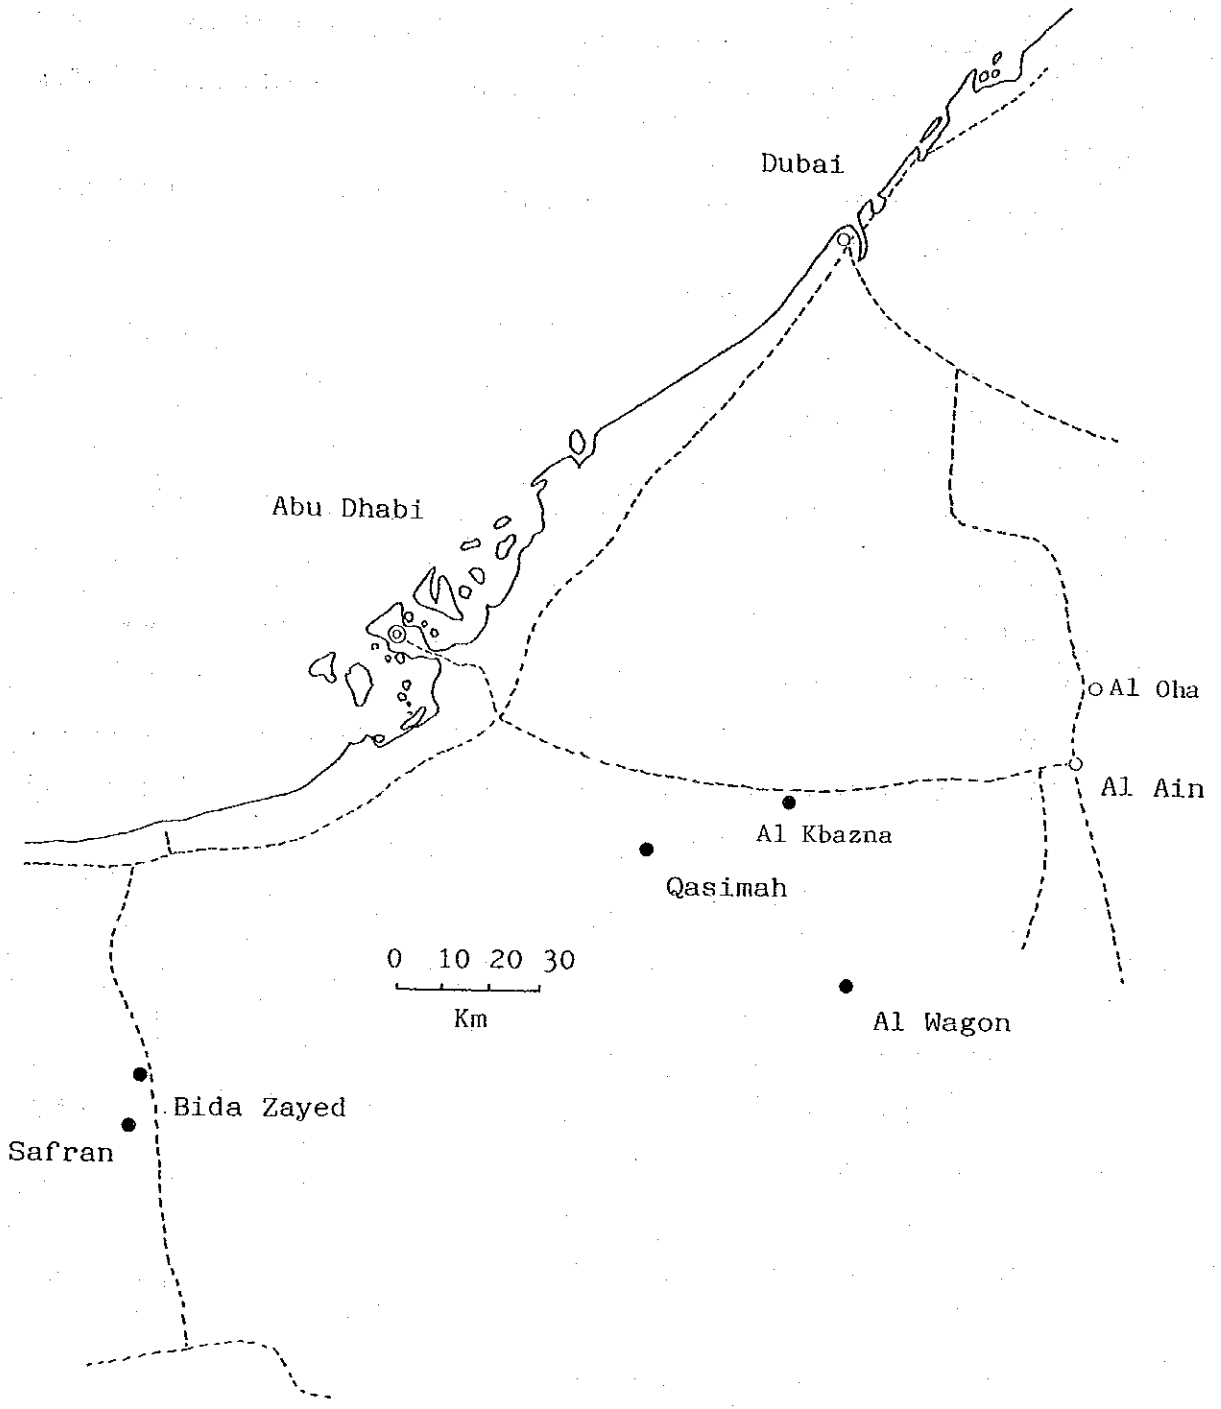 Dubai
Abu Dhabi
Al Oha
Al Ain
Al Kbazna
Qasimah
0 10 20 30
Km
Al Wagon
Bida Zayed
Safran